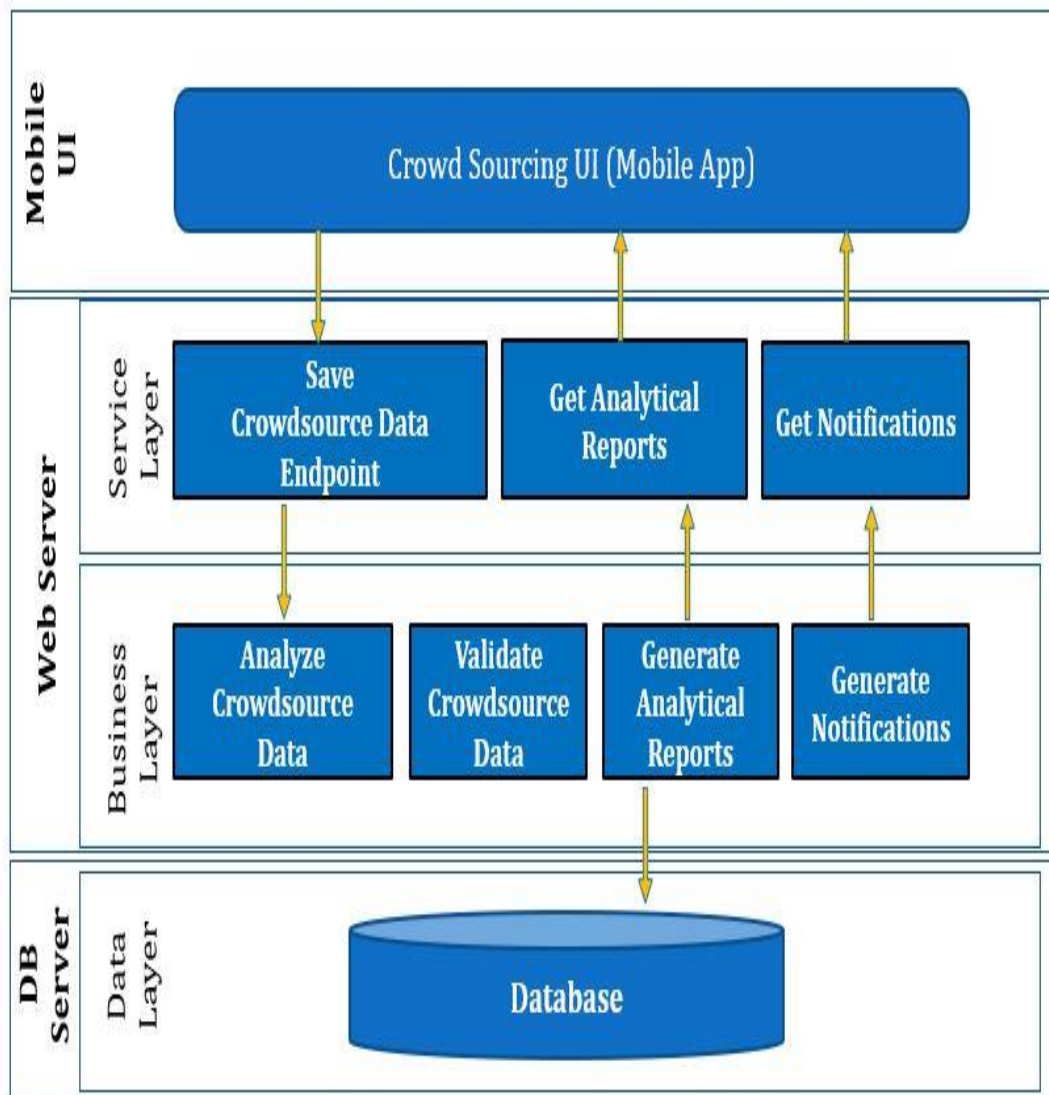 Mobile
UI
Crowd Sourcing UI (Mobile App)
Web Server
Service
Layer
Save
Crowdsource Data
Endpoint
Get Analytical
Reports
Get Notifications
Business
Layer
Analyze
Crowdsource
Data
Validate
Crowdsource
Data
Generate
Analytical
Reports
Generate
Notifications
DB
Server
Data
Layer
Database